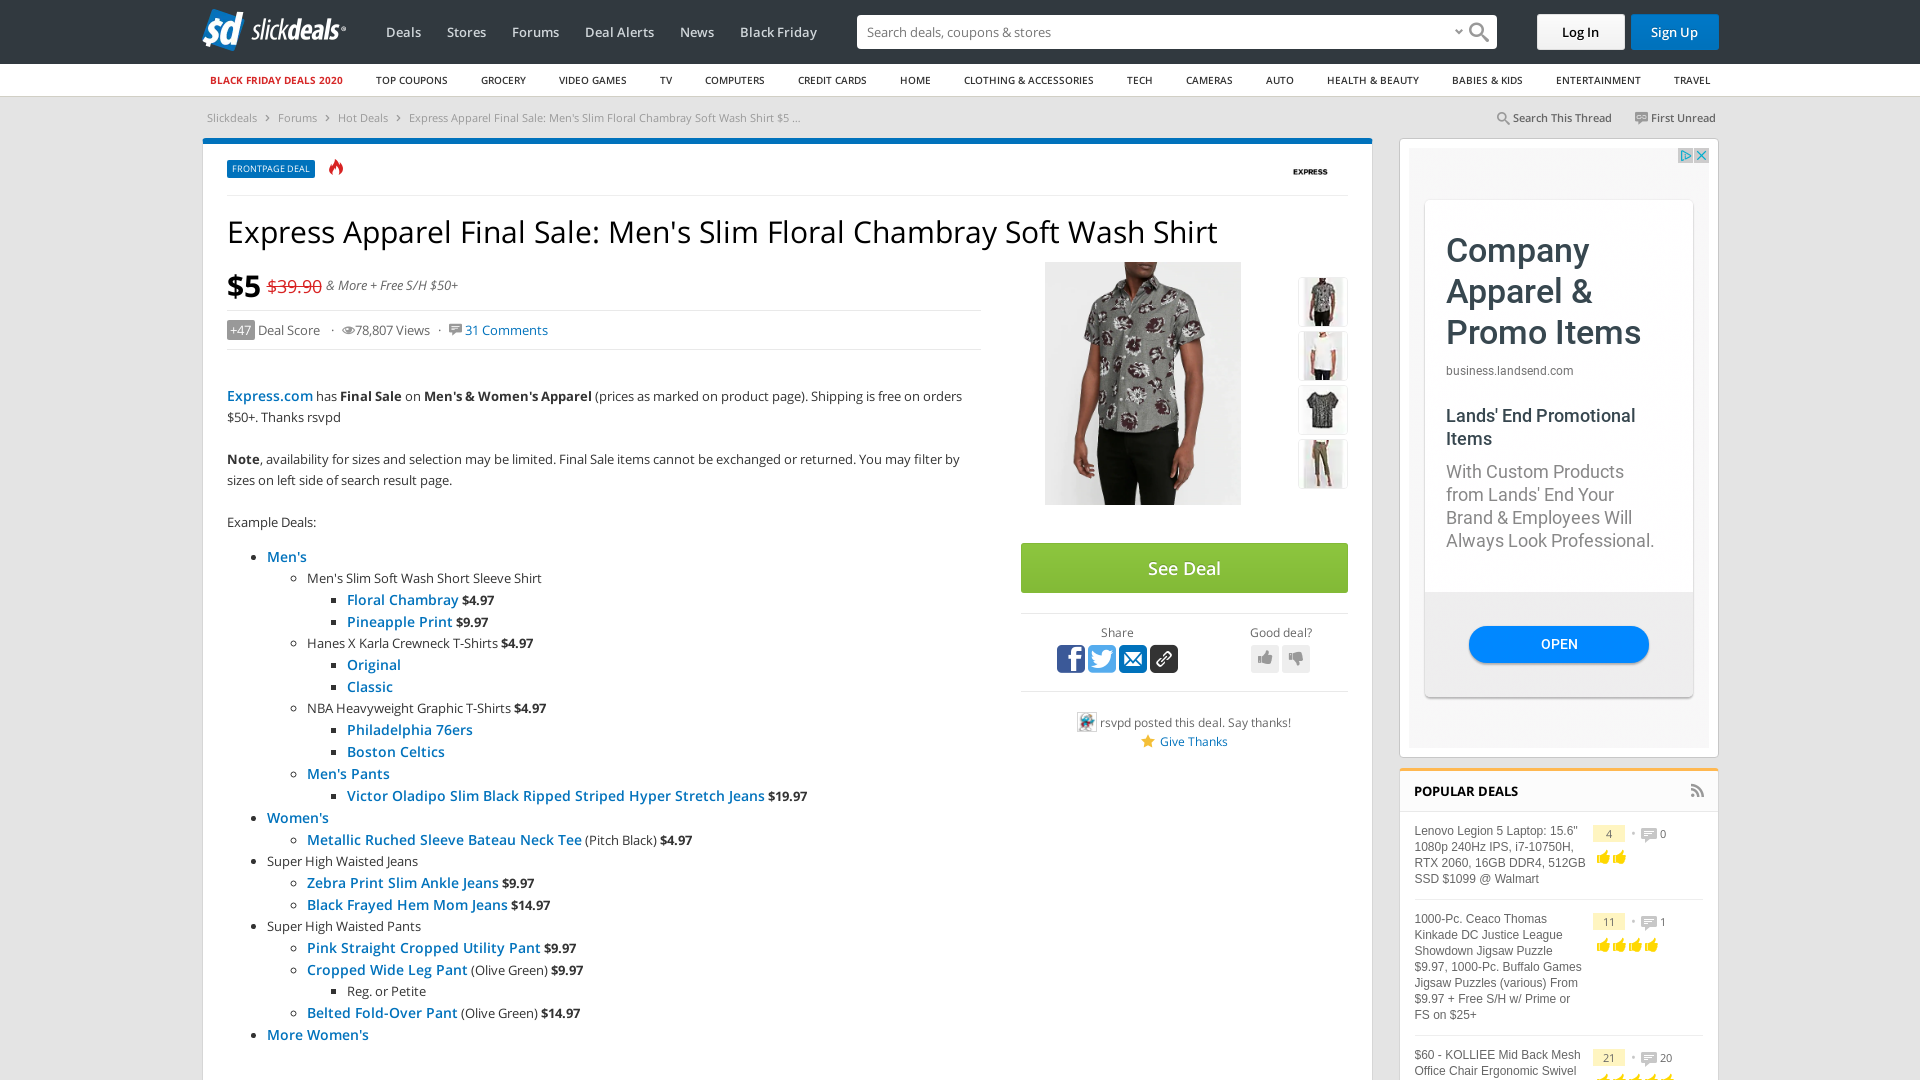 slickdeals
Deals Stores Forums Deal Alerts News Black Friday
Search deals, coupons & shopping
Log In Sign Up
BLACK FRIDAY DEALS 2020 TOP COUPONS GROCERY VIDEO GAMES TV COMPUTERS CREDIT CARDS HOME CLOTHING & ACCESSORIES TECH CAMERAS AUTO HEALTH & BEAUTY BABIES & KIDS ENTERTAINMENT TRAVEL
Slickdeals › Forums › Hot Deals › Express Apparel Final Sale: Men's Slim Floral Chambray Soft Wash Shirt $5 ...
Search This Thread First Unread
FRONTPAGE DEAL
EXPRESS
Express Apparel Final Sale: Men's Slim Floral Chambray Soft Wash Shirt
$5 $39.90 & More + Free S/H $50+
+47 Deal Score · 78,807 Views · 31 Comments
Express.com has Final Sale on Men's & Women's Apparel (prices as marked on product page). Shipping is free on orders
$50+. Thanks rsvpd
Note, availability for sizes and selection may be limited. Final Sale items cannot be exchanged or returned. You may filter by
sizes on left side of search result page.
Example Deals:
Men's
Men's Slim Soft Wash Short Sleeve Shirt
Floral Chambray $4.97
Pineapple Print $9.97
Hanes X Karla Crewneck T-Shirts $4.97
Original
Classic
NBA Heavyweight Graphic T-Shirts $4.97
Philadelphia 76ers
Boston Celtics
Men's Pants
Victor Oladipo Slim Black Ripped Striped Hyper Stretch Jeans $19.97
Women's
Metallic Ruched Sleeve Bateau Neck Tee (Pitch Black) $4.97
Super High Waisted Jeans
Zebra Print Slim Ankle Jeans $9.97
Black Frayed Hem Mom Jeans $14.97
Super High Waisted Pants
Pink Straight Cropped Utility Pant $9.97
Cropped Wide Leg Pant (Olive Green) $9.97
Reg. or Petite
Belted Fold-Over Pant (Olive Green) $14.97
More Women's
See Deal
Share
Good deal?
rsvpd posted this deal. Say thanks!
Give Thanks
Company
Apparel &
Promo Items
business.landsend.com
Lands' End Promotional
Items
With Custom Products
from Lands' End Your
Brand & Employees Will
Always Look Professional.
OPEN
POPULAR DEALS
Lenovo Legion 5 Laptop: 15.6"
1080p 240Hz IPS, i7-10750H,
RTX 2060, 16GB DDR4, 512GB
SSD $1099 @ Walmart
4 • 0
1000-Pc. Ceaco Thomas
Kinkade DC Justice League
Showdown Jigsaw Puzzle
$9.97, 1000-Pc. Buffalo Games
Jigsaw Puzzles (various) From
$9.97 + Free S/H w/ Prime or
FS on $25+
11 • 1
$60 - KOLLIEE Mid Back Mesh
Office Chair Ergonomic Swivel
21 • 20